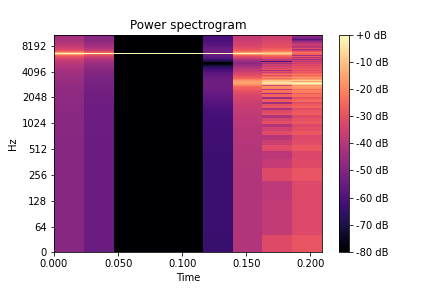 Power spectrogram
8192
4096
2048
1024
512
256
128
64
0
Hz
0.000 0.050 0.100 0.150 0.200
Time
+0 dB
-10 dB
-20 dB
-30 dB
-40 dB
-50 dB
-60 dB
-70 dB
-80 dB